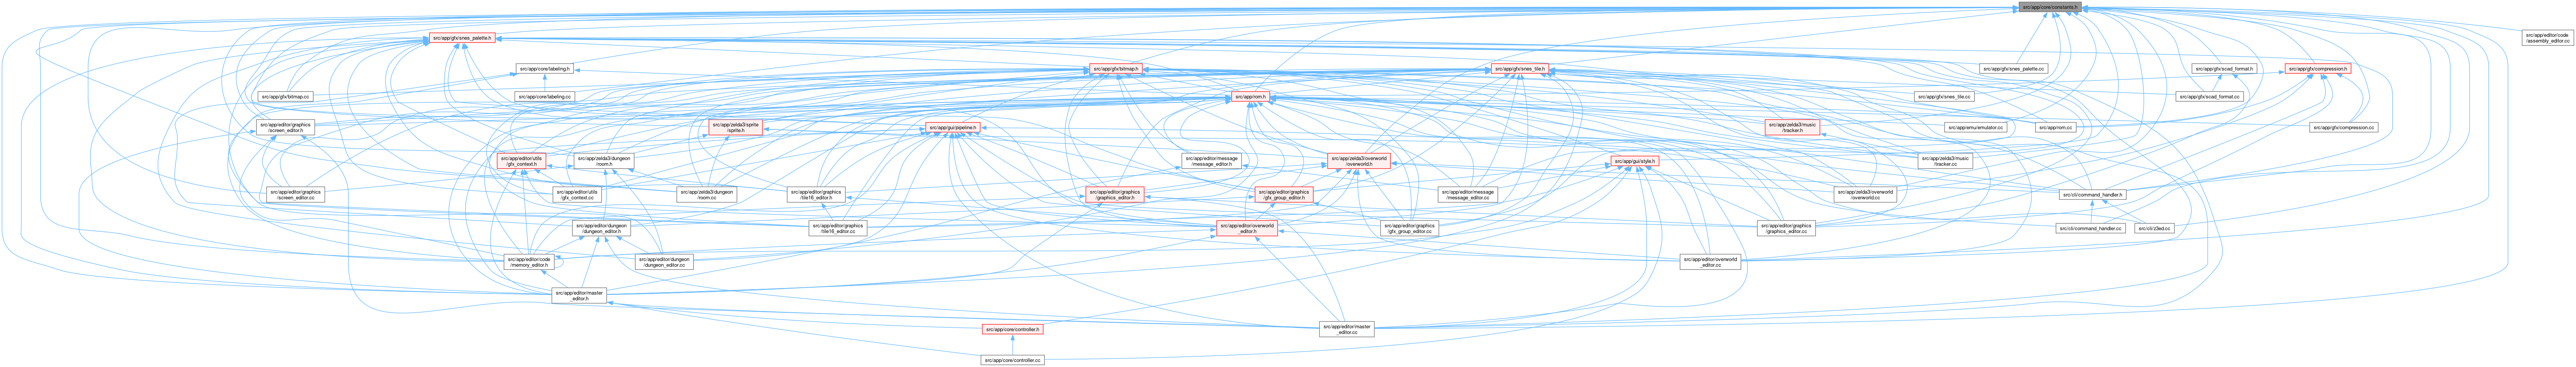 src/app/core/constants.h
src/app/gfx/snes_palette.h
src/app/editor/code
/assembly_editor.cc
src/app/core/labeling.h
src/app/gfx/bitmap.h
src/app/gfx/snes_tile.h
src/app/gfx/snes_palette.cc
src/app/gfx/scad_format.h
src/app/gfx/compression.h
src/app/gfx/bitmap.cc
src/app/core/labeling.cc
src/app/rom.h
src/app/gfx/snes_tile.cc
src/app/gfx/scad_format.cc
src/app/editor/graphics
/screen_editor.h
src/app/zelda3/sprite
/sprite.h
src/app/gui/pipeline.h
src/app/zelda3/music
/tracker.h
src/app/emu/emulator.cc
src/app/rom.cc
src/app/gfx/compression.cc
src/app/editor/utils
/gfx_context.h
src/app/zelda3/dungeon
/room.h
src/app/editor/message
/message_editor.h
src/app/zelda3/overworld
/overworld.h
src/app/gui/style.h
src/app/zelda3/music
/tracker.cc
src/app/editor/graphics
/screen_editor.cc
src/app/editor/utils
/gfx_context.cc
src/app/zelda3/dungeon
/room.cc
src/app/editor/graphics
/tile16_editor.h
src/app/editor/graphics
/graphics_editor.h
src/app/editor/graphics
/gfx_group_editor.h
src/app/editor/message
/message_editor.cc
src/app/zelda3/overworld
/overworld.cc
src/cli/command_handler.h
src/app/editor/dungeon
/dungeon_editor.h
src/app/editor/graphics
/tile16_editor.cc
src/app/editor/overworld
_editor.h
src/app/editor/graphics
/gfx_group_editor.cc
src/app/editor/graphics
/graphics_editor.cc
src/cli/command_handler.cc
src/cli/z3ed.cc
src/app/editor/code
/memory_editor.h
src/app/editor/dungeon
/dungeon_editor.cc
src/app/editor/overworld
_editor.cc
src/app/editor/master
_editor.h
src/app/core/controller.h
src/app/editor/master
_editor.cc
src/app/core/controller.cc